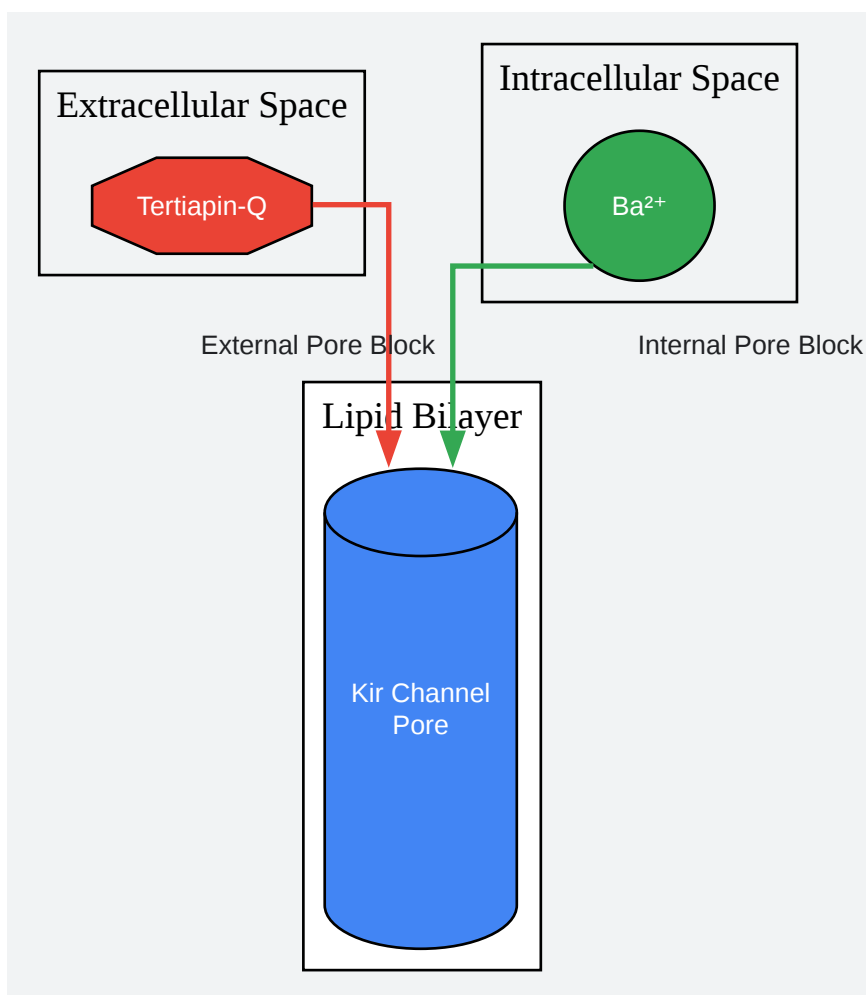 Extracellular Space
Intracellular Space
Tertiapin-Q
Ba²⁺
External Pore Block
Internal Pore Block
Lipid Bilayer
Kir Channel
Pore